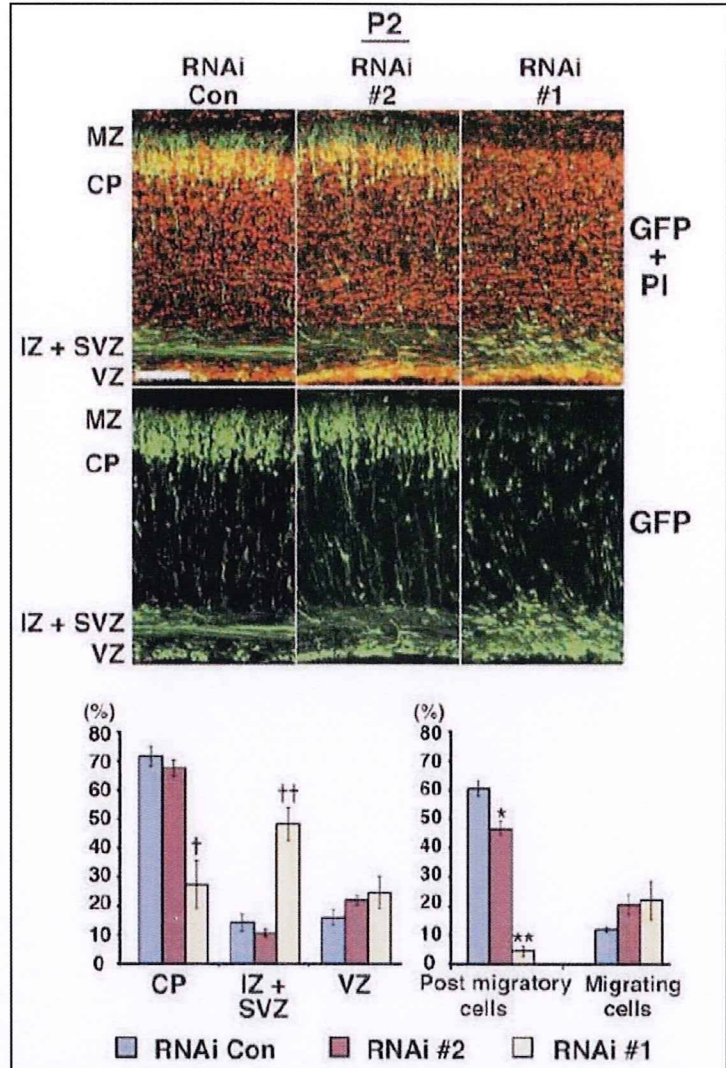 P2
RNAi Con
RNAi #2
RNAi #1
MZ
CP
IZ + SVZ
VZ
GFP + PI
MZ
CP
IZ + SVZ
VZ
GFP
(%)
80
70
60
50
40
30
20
10
0
†
††
CP
IZ + SVZ
VZ
(%)
80
70
60
50
40
30
20
10
0
*
**
Post migratory cells
Migrating cells
RNAi Con
RNAi #2
RNAi #1